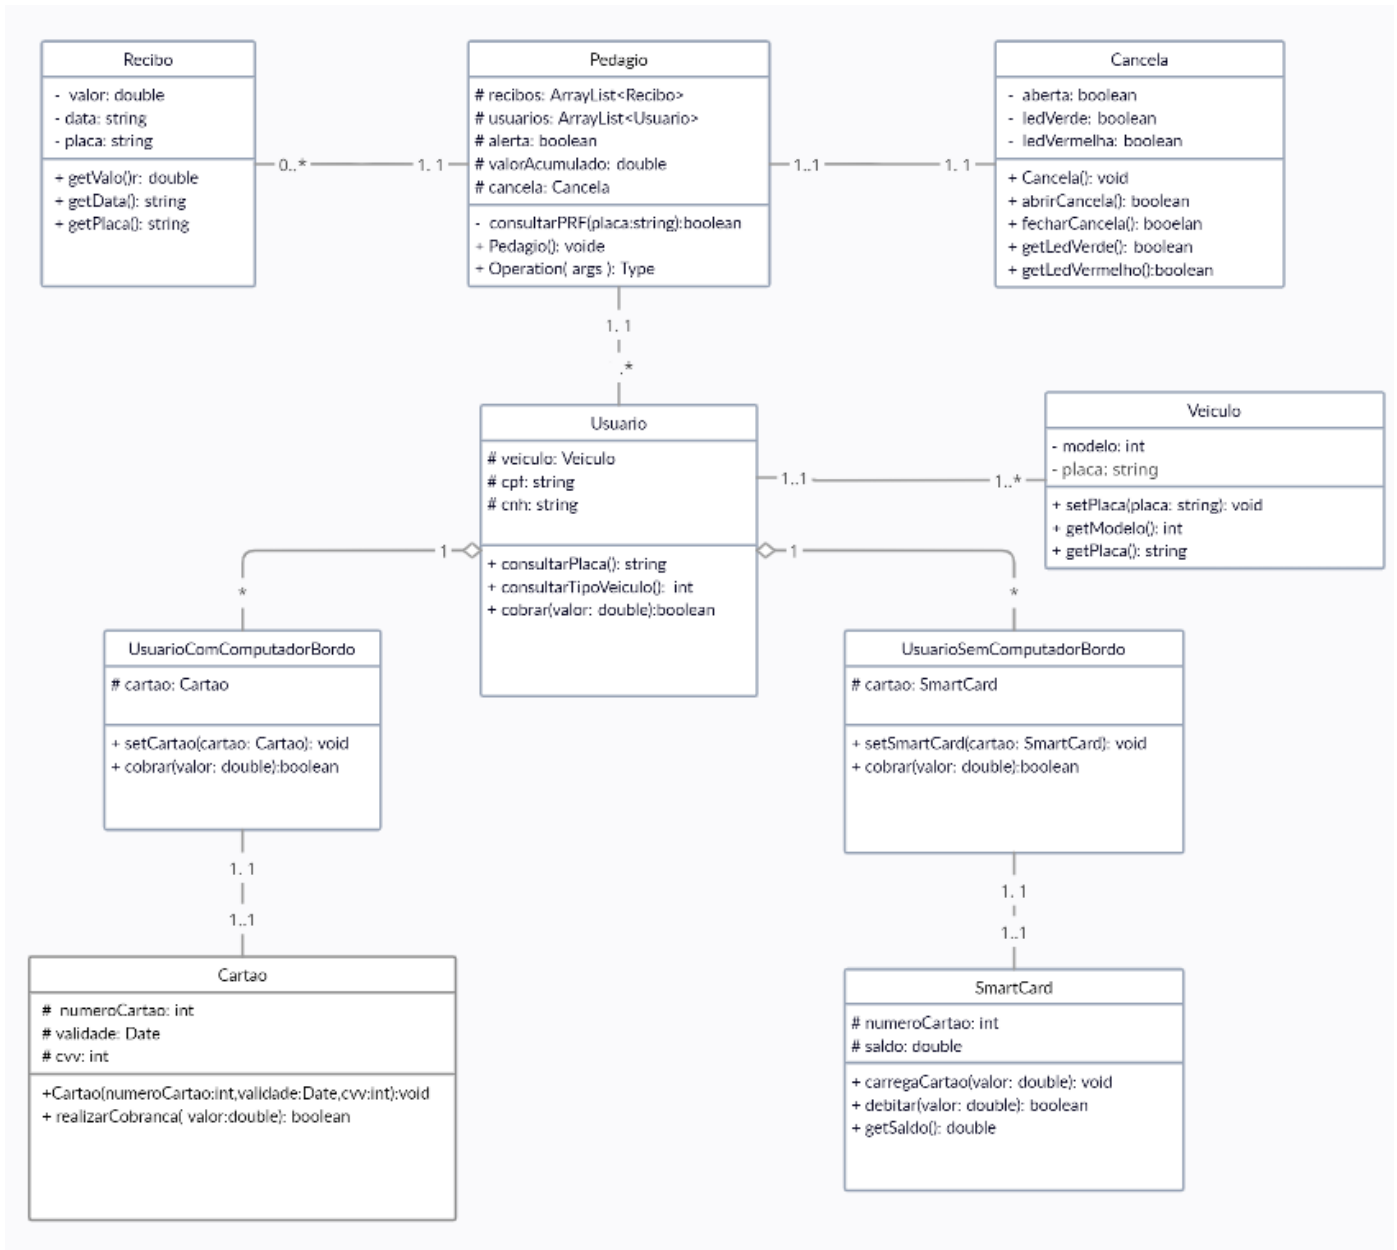 Recibo
- valor: double
- data: string
- placa: string
+ getValo()r: double
+ getData(): string
+ getPlaca(): string
0..*
1. 1
Pedagio
# recibos: ArrayList<Recibo>
# usuarios: ArrayList<Usuario>
# alerta: boolean
# valorAcumulado: double
# cancela: Cancela
- consultarPRF(placa:string):boolean
+ Pedagio(): voide
+ Operation( args ): Type
1..1
1. 1
Cancela
- aberta: boolean
- ledVerde: boolean
- ledVermelha: boolean
+ Cancela(): void
+ abrirCancela(): boolean
+ fecharCancela(): booelan
+ getLedVerde(): boolean
+ getLedVermelho():boolean
1. 1
.*
Usuario
# veiculo: Veiculo
# cpf: string
# cnh: string
+ consultarPlaca(): string
+ consultarTipoVeiculo(): int
+ cobrar(valor: double):boolean
1..1
1..*
Veiculo
- modelo: int
- placa: string
+ setPlaca(placa: string): void
+ getModelo(): int
+ getPlaca(): string
1
*
1
*
UsuarioComComputadorBordo
# cartao: Cartao
+ setCartao(cartao: Cartao): void
+ cobrar(valor: double):boolean
UsuarioSemComputadorBordo
# cartao: SmartCard
+ setSmartCard(cartao: SmartCard): void
+ cobrar(valor: double):boolean
1. 1
1..1
1. 1
1..1
Cartao
# numeroCartao: int
# validade: Date
# cvv: int
+Cartao(numeroCartao:int,validade:Date,cvv:int):void
+ realizarCobranca( valor:double): boolean
SmartCard
# numeroCartao: int
# saldo: double
+ carregaCartao(valor: double): void
+ debitar(valor: double): boolean
+ getSaldo(): double